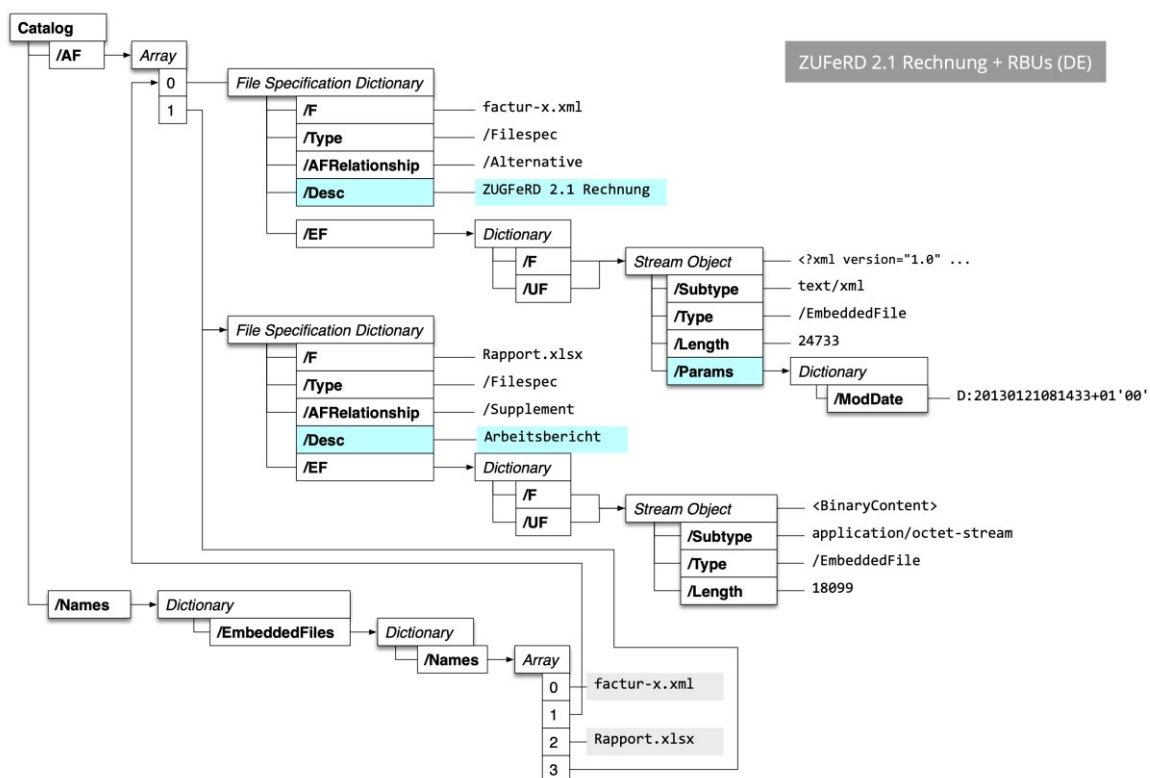 Catalog
/AF
Array
ZUFeRD 2.1 Rechnung + RBUs (DE)
0
File Specification Dictionary
1
/F
factur-x.xml
/Type
/Filespec
/AFRelationship
/Alternative
/Desc
ZUGFeRD 2.1 Rechnung
/EF
Dictionary
/F
Stream Object
<?xml version="1.0" ...
/UF
/Subtype
text/xml
/Type
/EmbeddedFile
File Specification Dictionary
/Length
24733
/F
Rapport.xlsx
/Params
Dictionary
/Type
/Filespec
/ModDate
D:20130121081433+01'00'
/AFRelationship
/Supplement
/Desc
Arbeitsbericht
/EF
Dictionary
/F
Stream Object
<BinaryContent>
/UF
/Subtype
application/octet-stream
/Type
/EmbeddedFile
/Length
18099
/Names
Dictionary
/EmbeddedFiles
Dictionary
/Names
Array
0
factur-x.xml
1
2
Rapport.xlsx
3